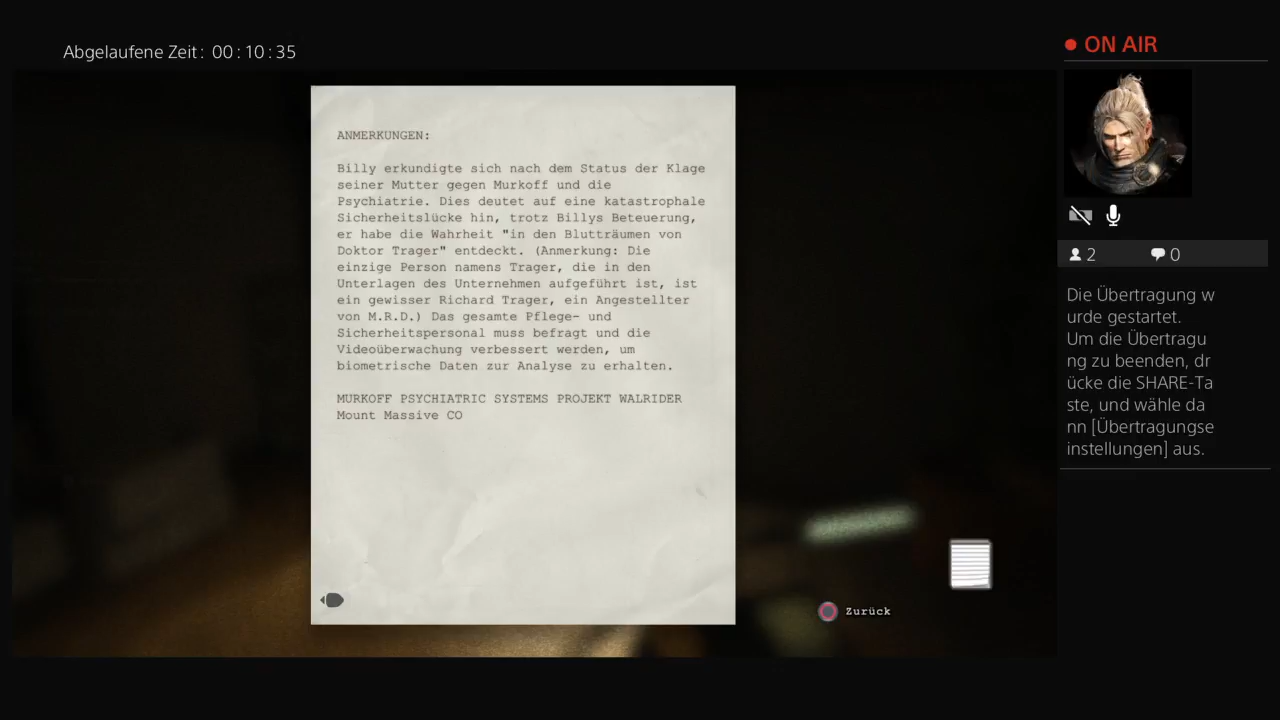 Abgelaufene Zeit: 00:10:35
ANMERKUNGEN:
Billy erkundigte sich nach dem Status der Klage
seiner Mutter gegen Murkoff und die
Psychiatrie. Dies deutet auf eine katastrophale
Sicherheitslücke hin, trotz Billys Beteuerung,
er habe die Wahrheit "in den Blutträumen von
Doktor Trager" entdeckt. (Anmerkung: Die
einzige Person namens Trager, die in den
Unterlagen des Unternehmen aufgeführt ist, ist
ein gewisser Richard Trager, ein Angestellter
von M.R.D.) Das gesamte Pflege- und
Sicherheitspersonal muss befragt und die
Videoüberwachung verbessert werden, um
biometrische Daten zur Analyse zu erhalten.
MURKOFF PSYCHIATRIC SYSTEMS PROJEKT WALRIDER
Mount Massive CO
Zurück
ON AIR
2
0
Die Übertragung w
urde gestartet.
Um die Übertragu
ng zu beenden, dr
ücke die SHARE-Ta
ste, und wähle da
nn [Übertragungse
instellungen] aus.